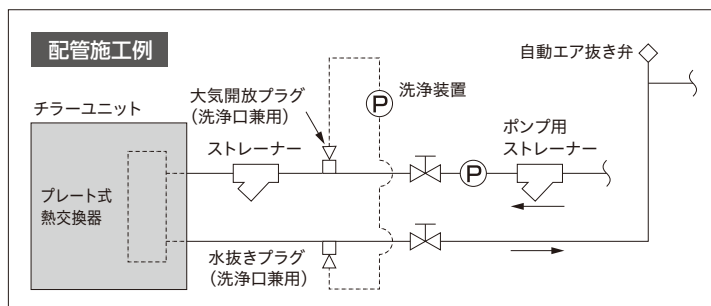 配管施工例
自動エア抜き弁
大気開放プラグ
(洗浄口兼用)
P
洗浄装置
チラーユニット
ストレーナー
ポンプ用
ストレーナー
P
プレート式
熱交換器
水抜きプラグ
(洗浄口兼用)